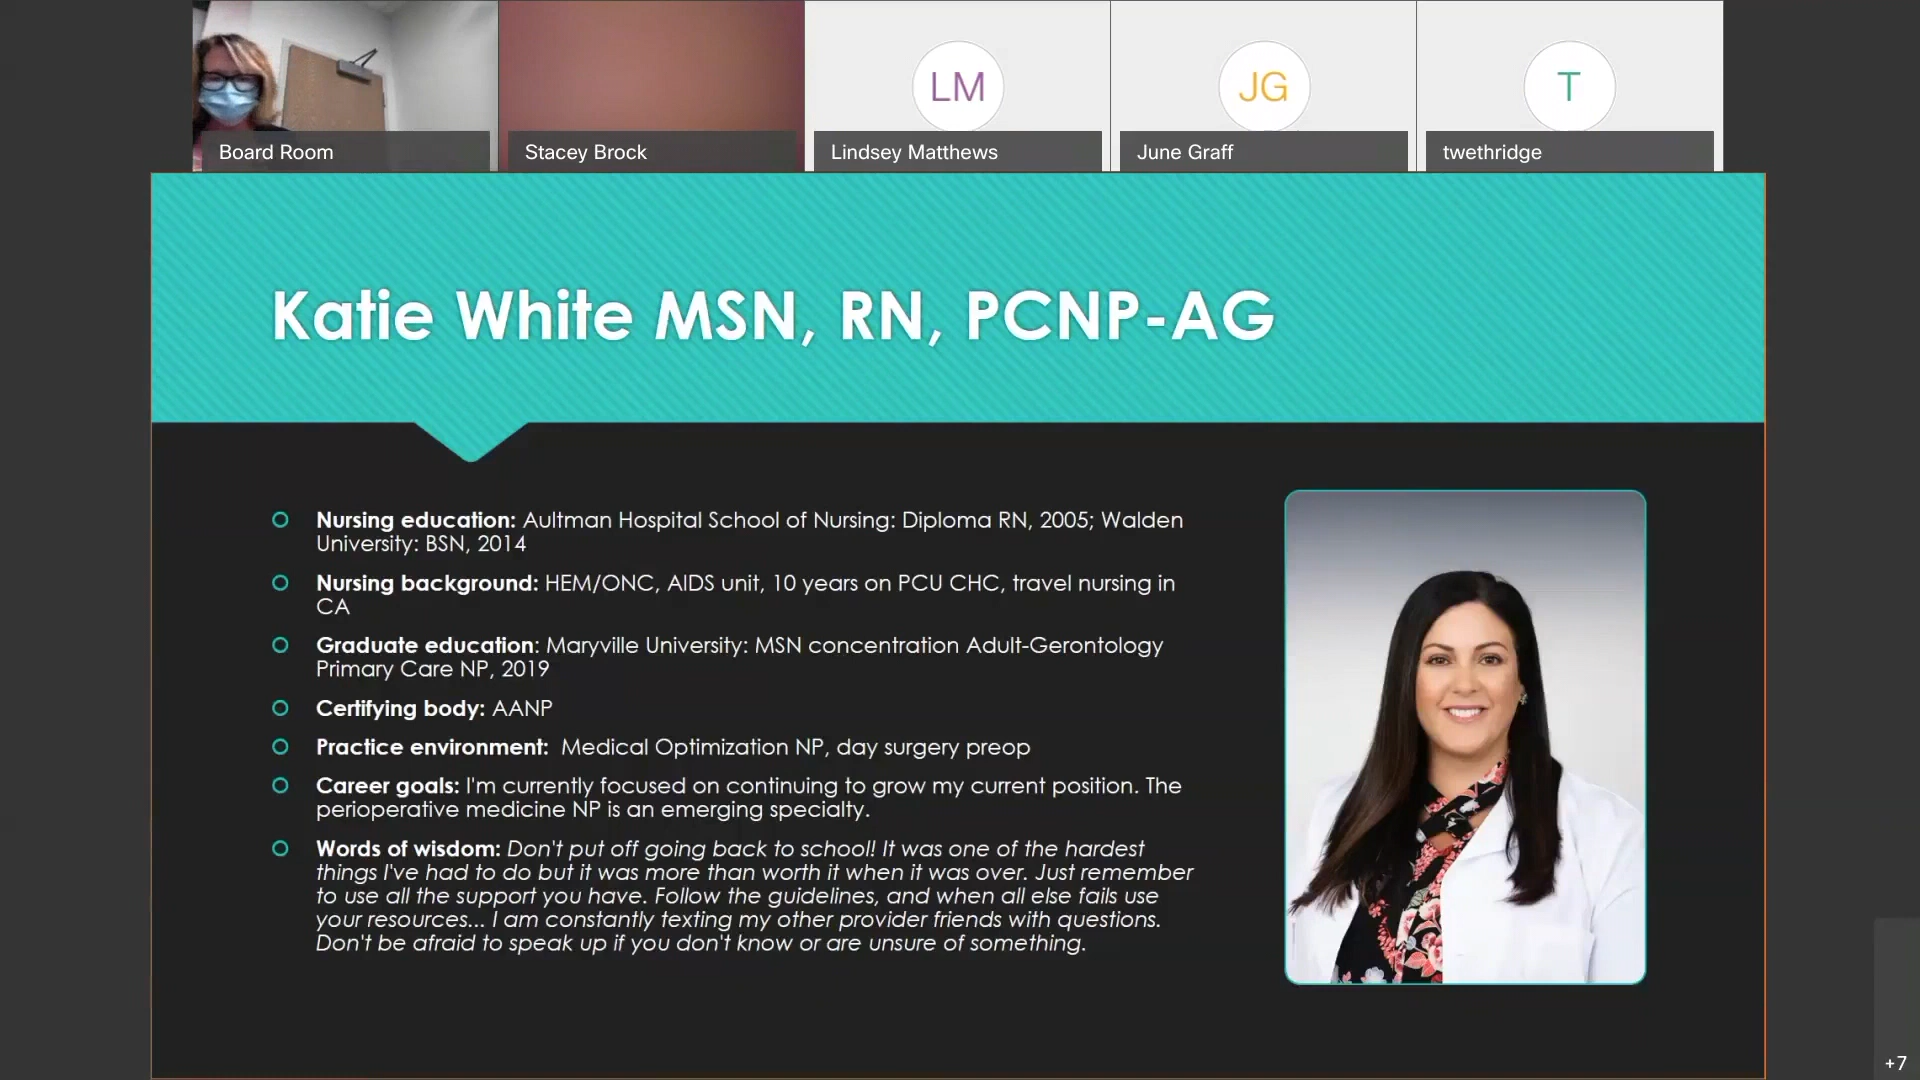 LM
JG
T
Board Room
Stacey Brock
Lindsey Matthews
June Graff
twethridge
Katie White MSN, RN, PCNP-AG
Nursing education: Aultman Hospital School of Nursing: Diploma RN, 2005; Walden
University: BSN, 2014
Nursing background: HEM/ONC, AIDS unit, 10 years on PCU CHC, travel nursing in
CA
Graduate education: Maryville University: MSN concentration Adult-Gerontology
Primary Care NP, 2019
Certifying body: AANP
Practice environment: Medical Optimization NP, day surgery preop
Career goals: I'm currently focused on continuing to grow my current position. The
perioperative medicine NP is an emerging specialty.
Words of wisdom: Don't put off going back to school! It was one of the hardest
things I've had to do but it was more than worth it when it was over. Just remember
to use all the support you have. Follow the guidelines, and when all else fails use
your resources... I am constantly texting my other provider friends with questions.
Don't be afraid to speak up if you don't know or are unsure of something.
+7